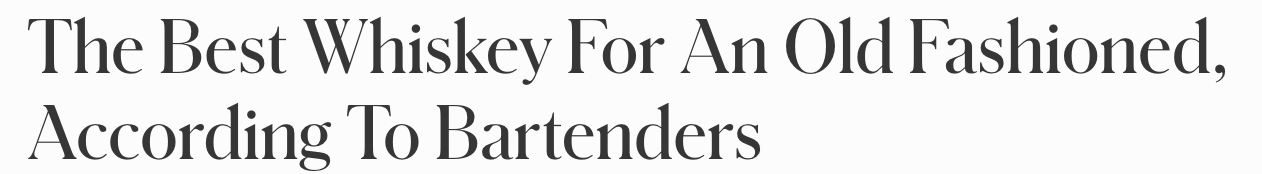 The Best Whiskey For An Old Fashioned,
According To Bartenders